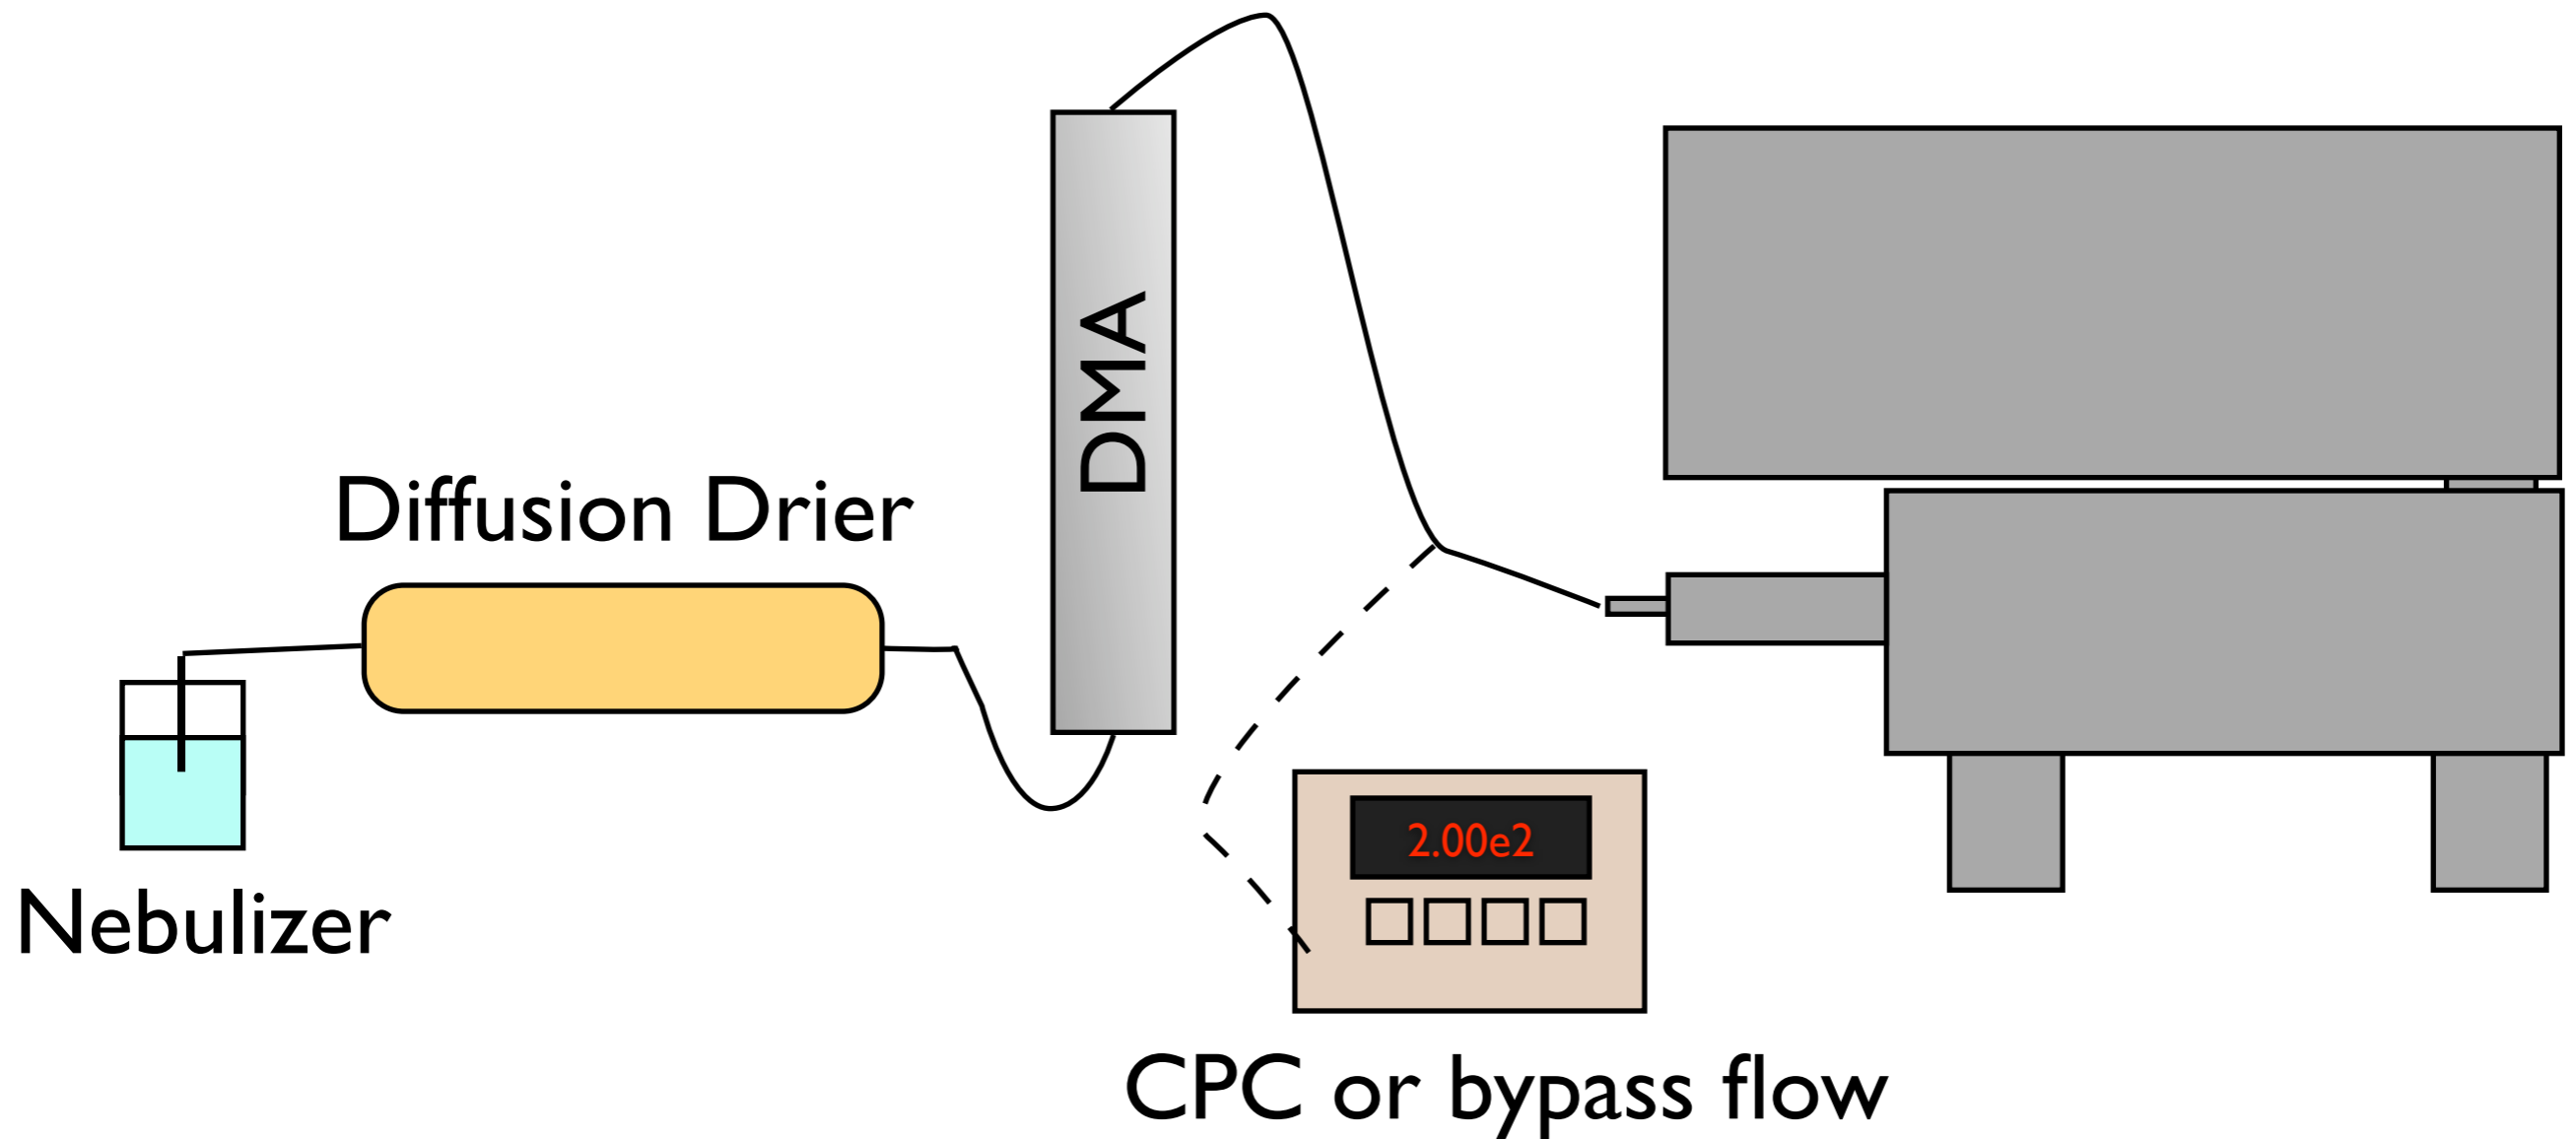 DMA
Diffusion Drier
2.00e2
Nebulizer
CPC or bypass flow